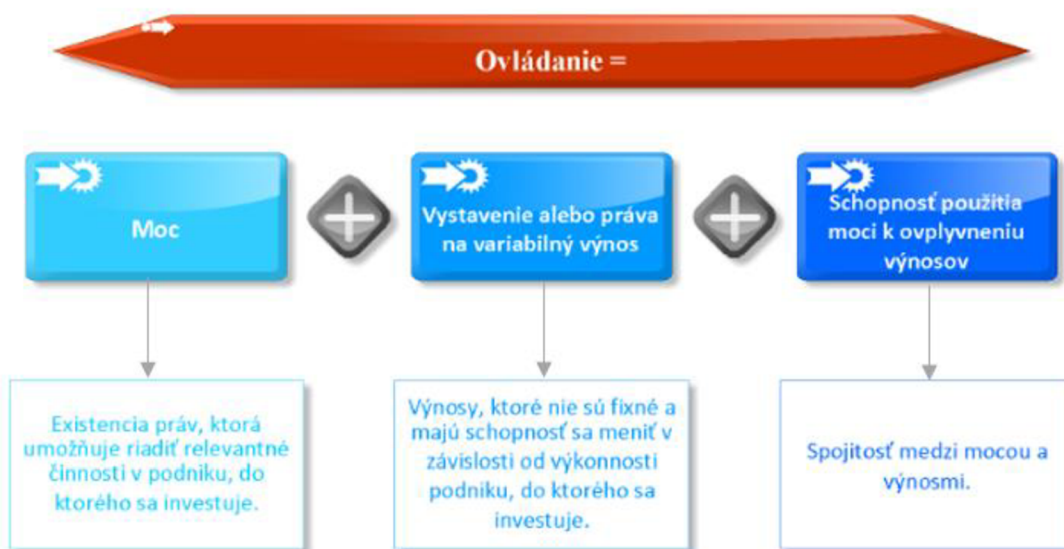 Ovládanie =
Moc
Vystavenie alebo práva
na variabilný výnos
Schopnosť použitia
moci k ovplyvneniu
výnosov
Existencia práv, ktorá
umožňuje riadiť relevantné
činnosti v podniku, do
ktorého sa investuje.
Výnosy, ktoré nie sú fixné a
majú schopnosť sa meniť v
závislosti od výkonnosti
podniku, do ktorého sa
investuje.
Spojitosť medzi mocou a
výnosmi.